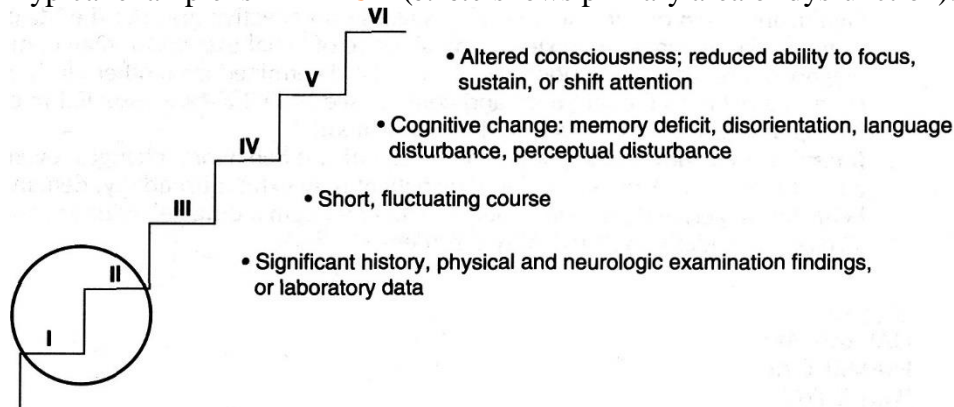 VI
• Altered consciousness; reduced ability to focus,
sustain, or shift attention
V
• Cognitive change: memory deficit, disorientation, language
disturbance, perceptual disturbance
IV
• Short, fluctuating course
III
• Significant history, physical and neurologic examination findings,
or laboratory data
II
I